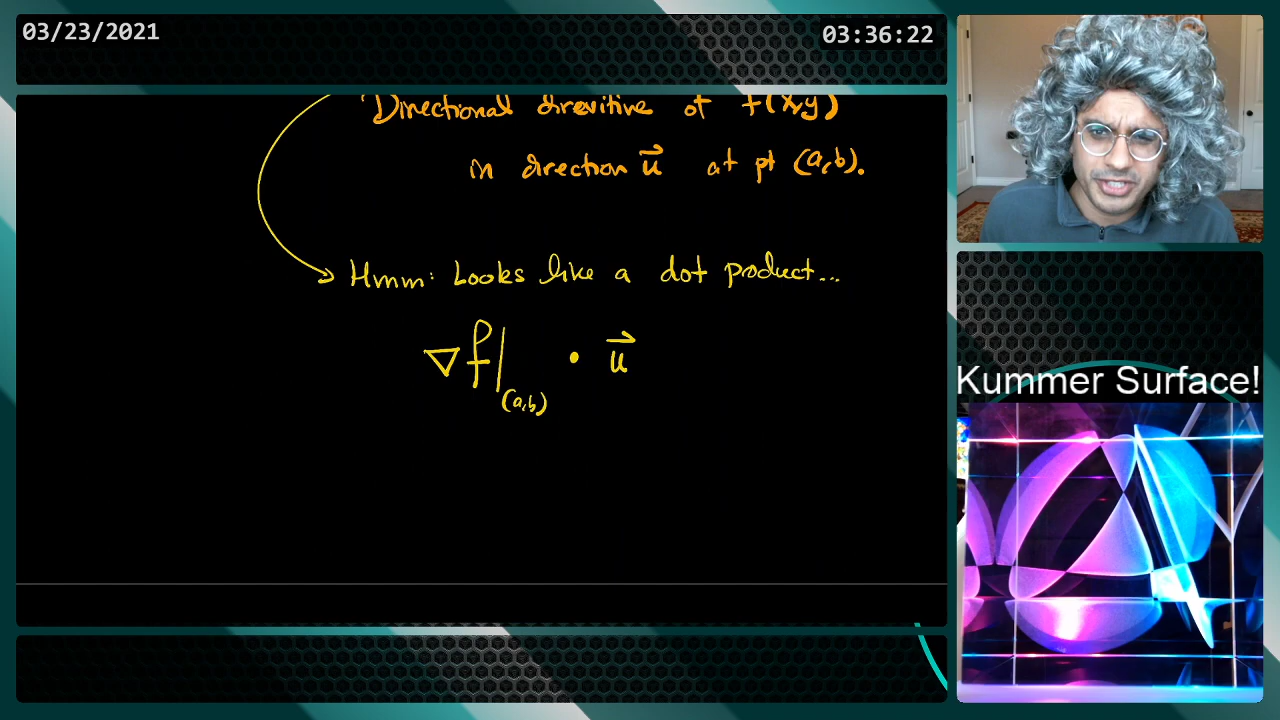 03/23/2021
03:36:22
Directional direvitive of f(x,y)
in direction u⃗ at pt (a,b).
Hmm: Looks like a dot product...
∇f|(a,b) • u⃗
Kummer Surface!